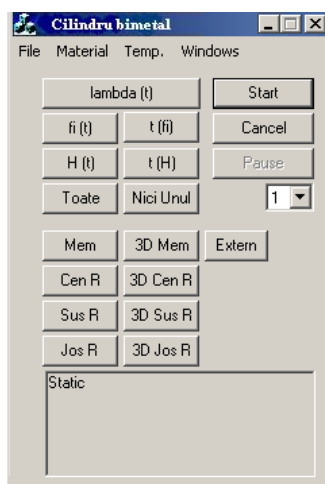 Cilindru bimetal
File Material Temp. Windows
lambda (t) Start
fi (t) t (fi) Cancel
H (t) t (H) Pause
Toate Nici Unul 1
Mem 3D Mem Extern
Cen R 3D Cen R
Sus R 3D Sus R
Jos R 3D Jos R
Static